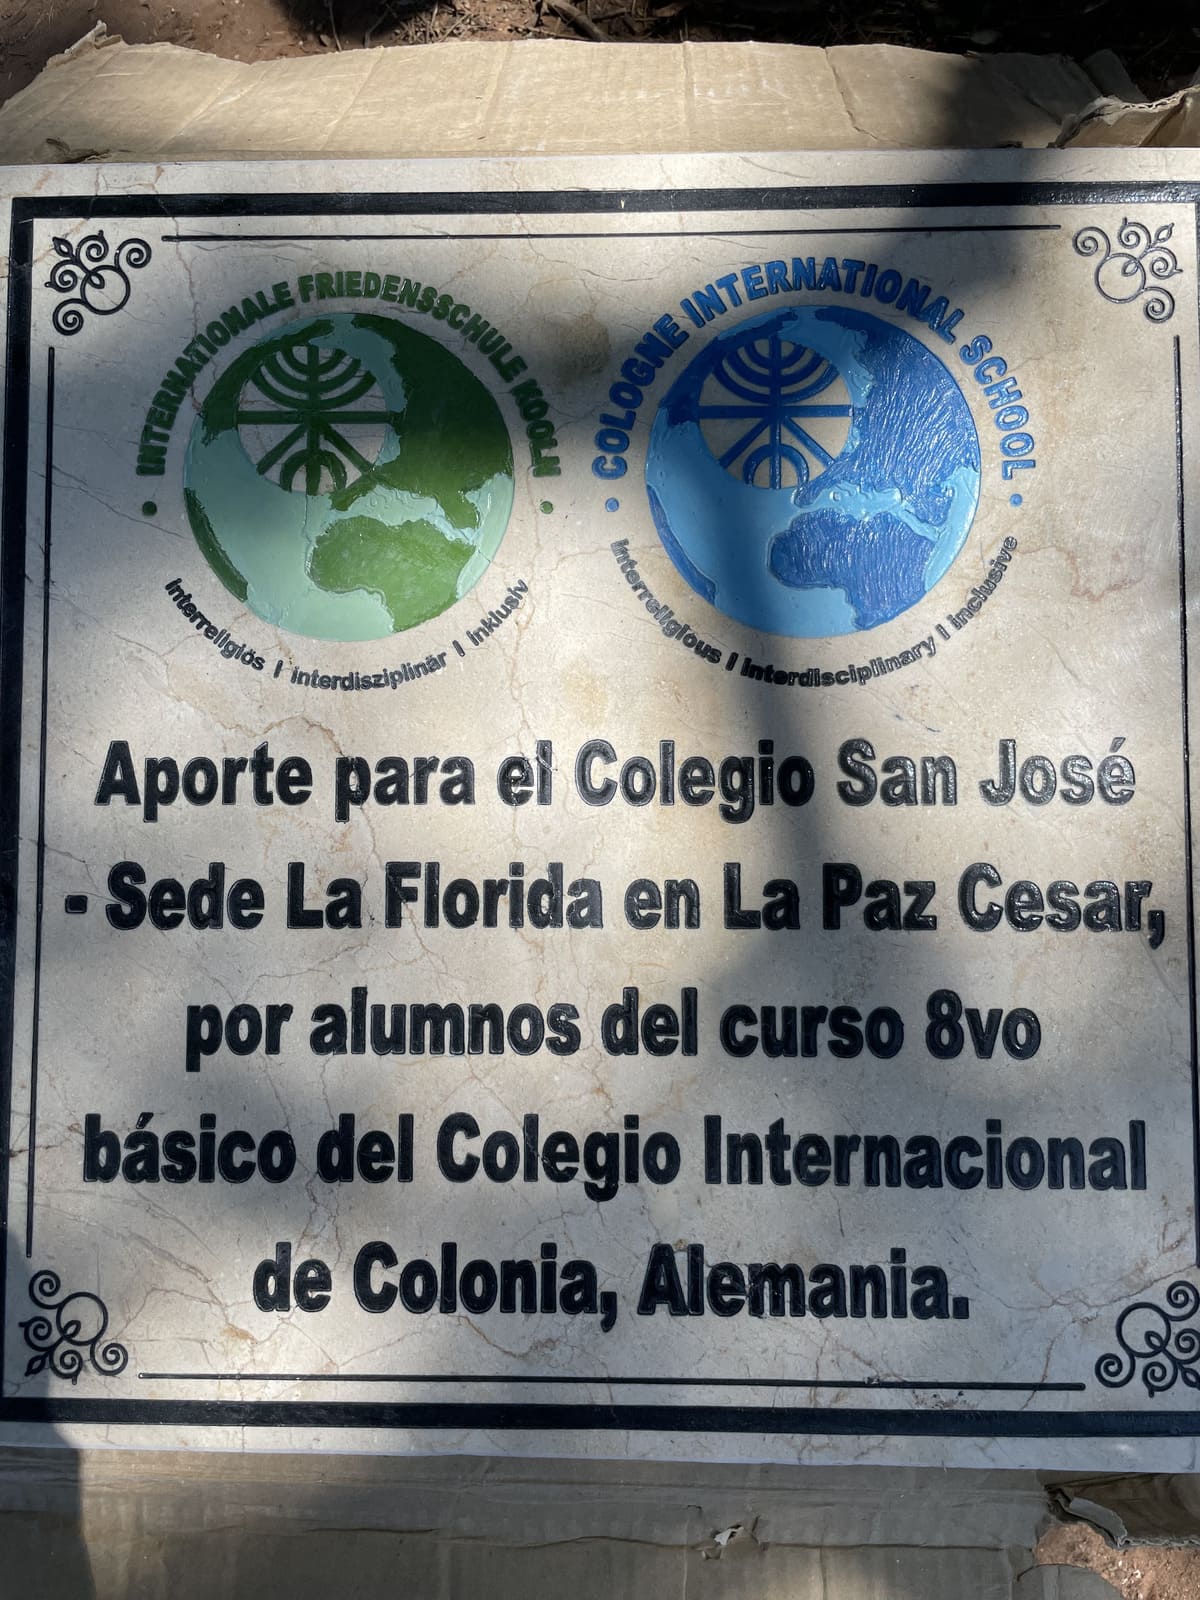 INTERNATIONALE FRIEDENSSCHULE KOOLN
Interreligiös | interdisziplinär | inklusiv
COLOGNE INTERNATIONAL SCHOOL
Interreligious | Interdisciplinary | inclusive
Aporte para el Colegio San José
- Sede La Florida en La Paz Cesar,
por alumnos del curso 8vo
básico del Colegio Internacional
de Colonia, Alemania.